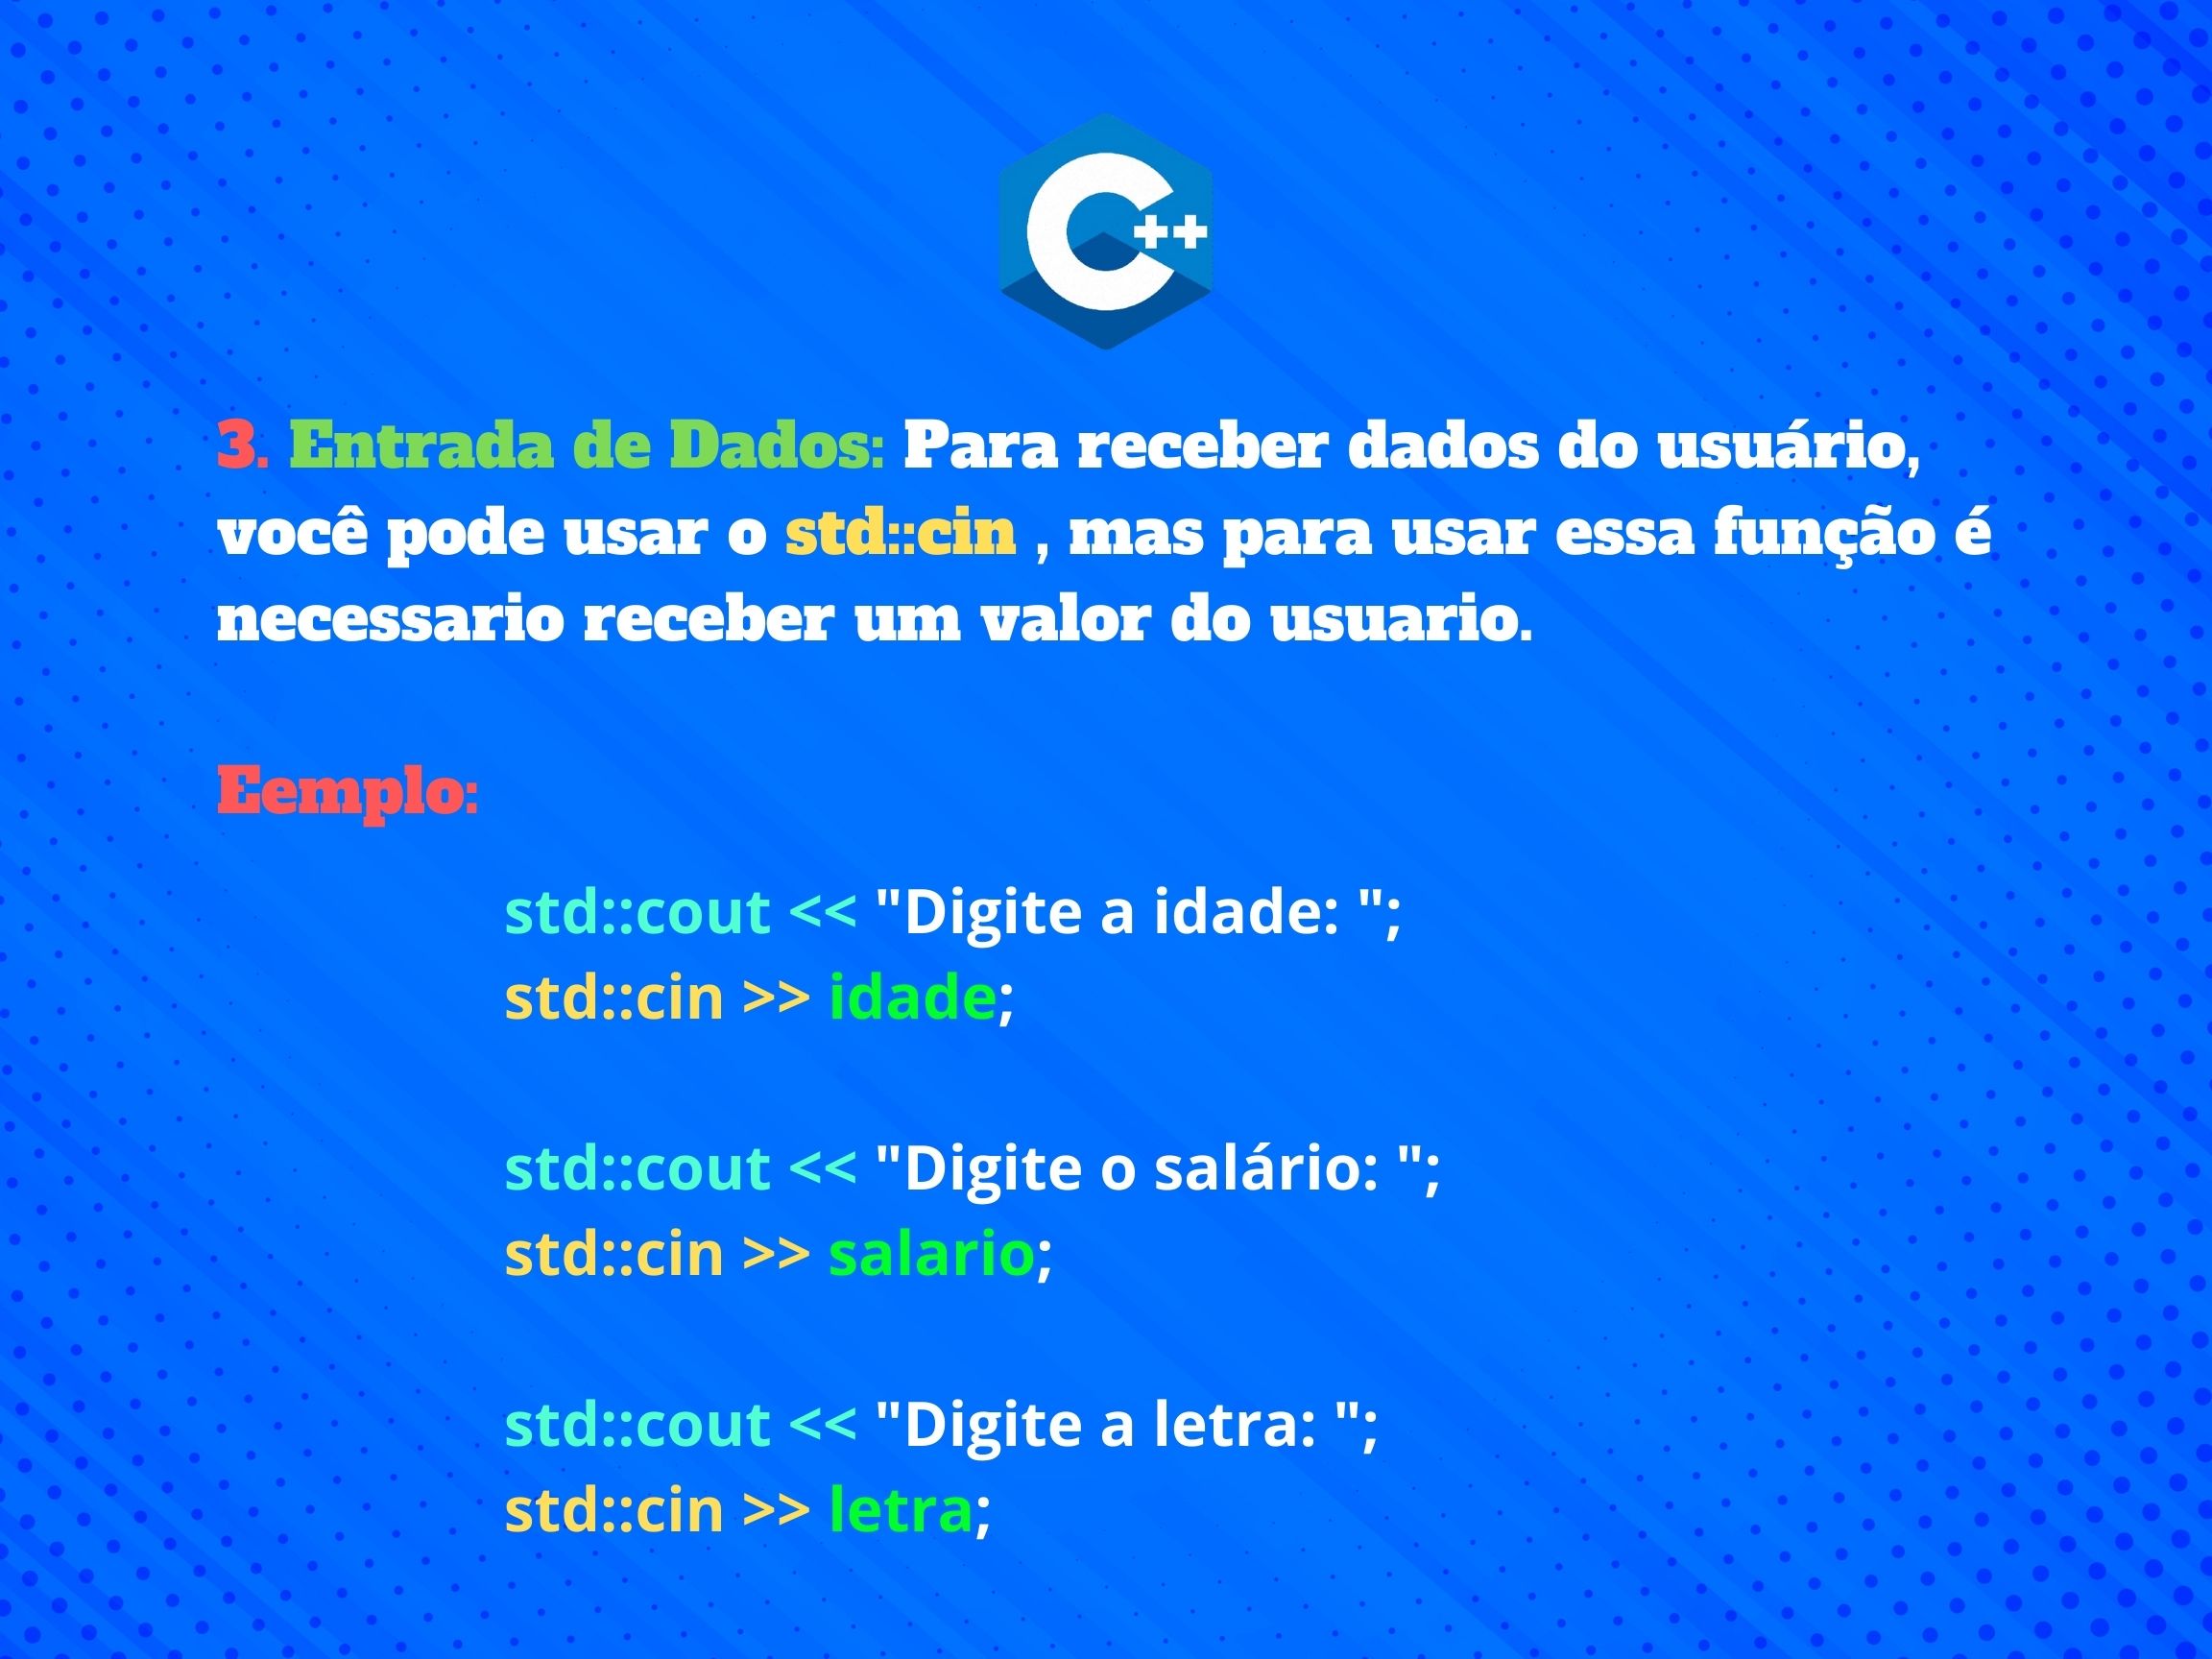 C++
3. Entrada de Dados: Para receber dados do usuário,
você pode usar o std::cin , mas para usar essa função é
necessario receber um valor do usuario.
Eemplo:
std::cout << "Digite a idade: ";
std::cin >> idade;
std::cout << "Digite o salário: ";
std::cin >> salario;
std::cout << "Digite a letra: ";
std::cin >> letra;